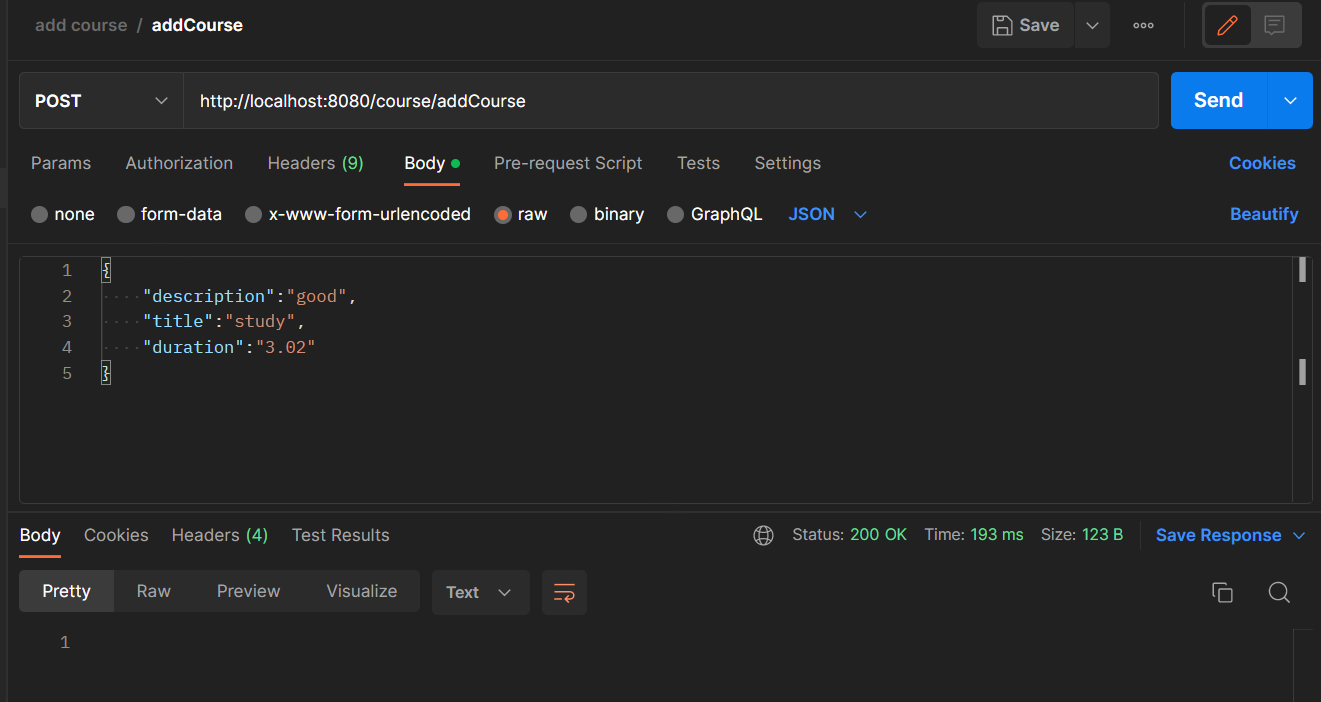 add course / addCourse
Save
POST
http://localhost:8080/course/addCourse
Send
Params Authorization Headers (9) Body Pre-request Script Tests Settings Cookies
none form-data x-www-form-urlencoded raw binary GraphQL JSON Beautify
1 {
2 "description":"good",
3 "title":"study",
4 "duration":"3.02"
5 }
Body Cookies Headers (4) Test Results Status: 200 OK Time: 193 ms Size: 123 B Save Response
Pretty Raw Preview Visualize Text
1